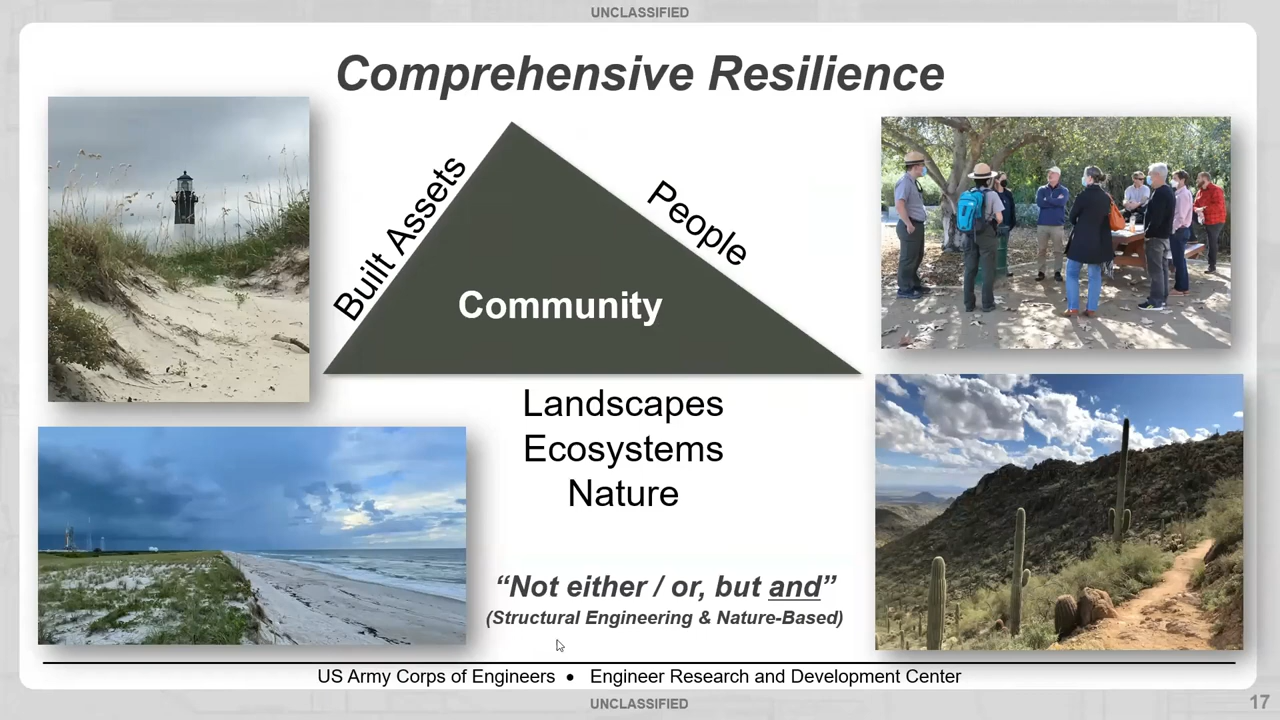 UNCLASSIFIED
Comprehensive Resilience
Built Assets
People
Community
Landscapes
Ecosystems
Nature
“Not either / or, but and”
(Structural Engineering & Nature-Based)
US Army Corps of Engineers • Engineer Research and Development Center
UNCLASSIFIED
17